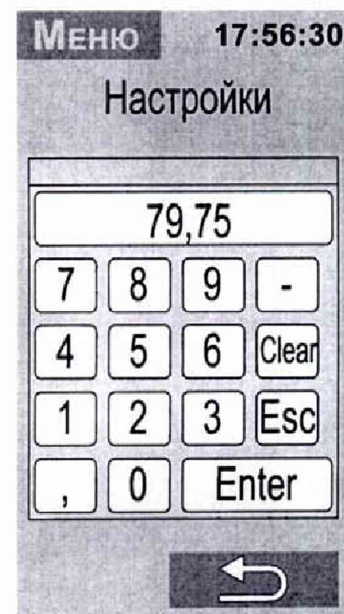 МЕНЮ 17:56:30
Настройки
79,75
7 8 9 -
4 5 6 Clear
1 2 3 Esc
, 0 Enter